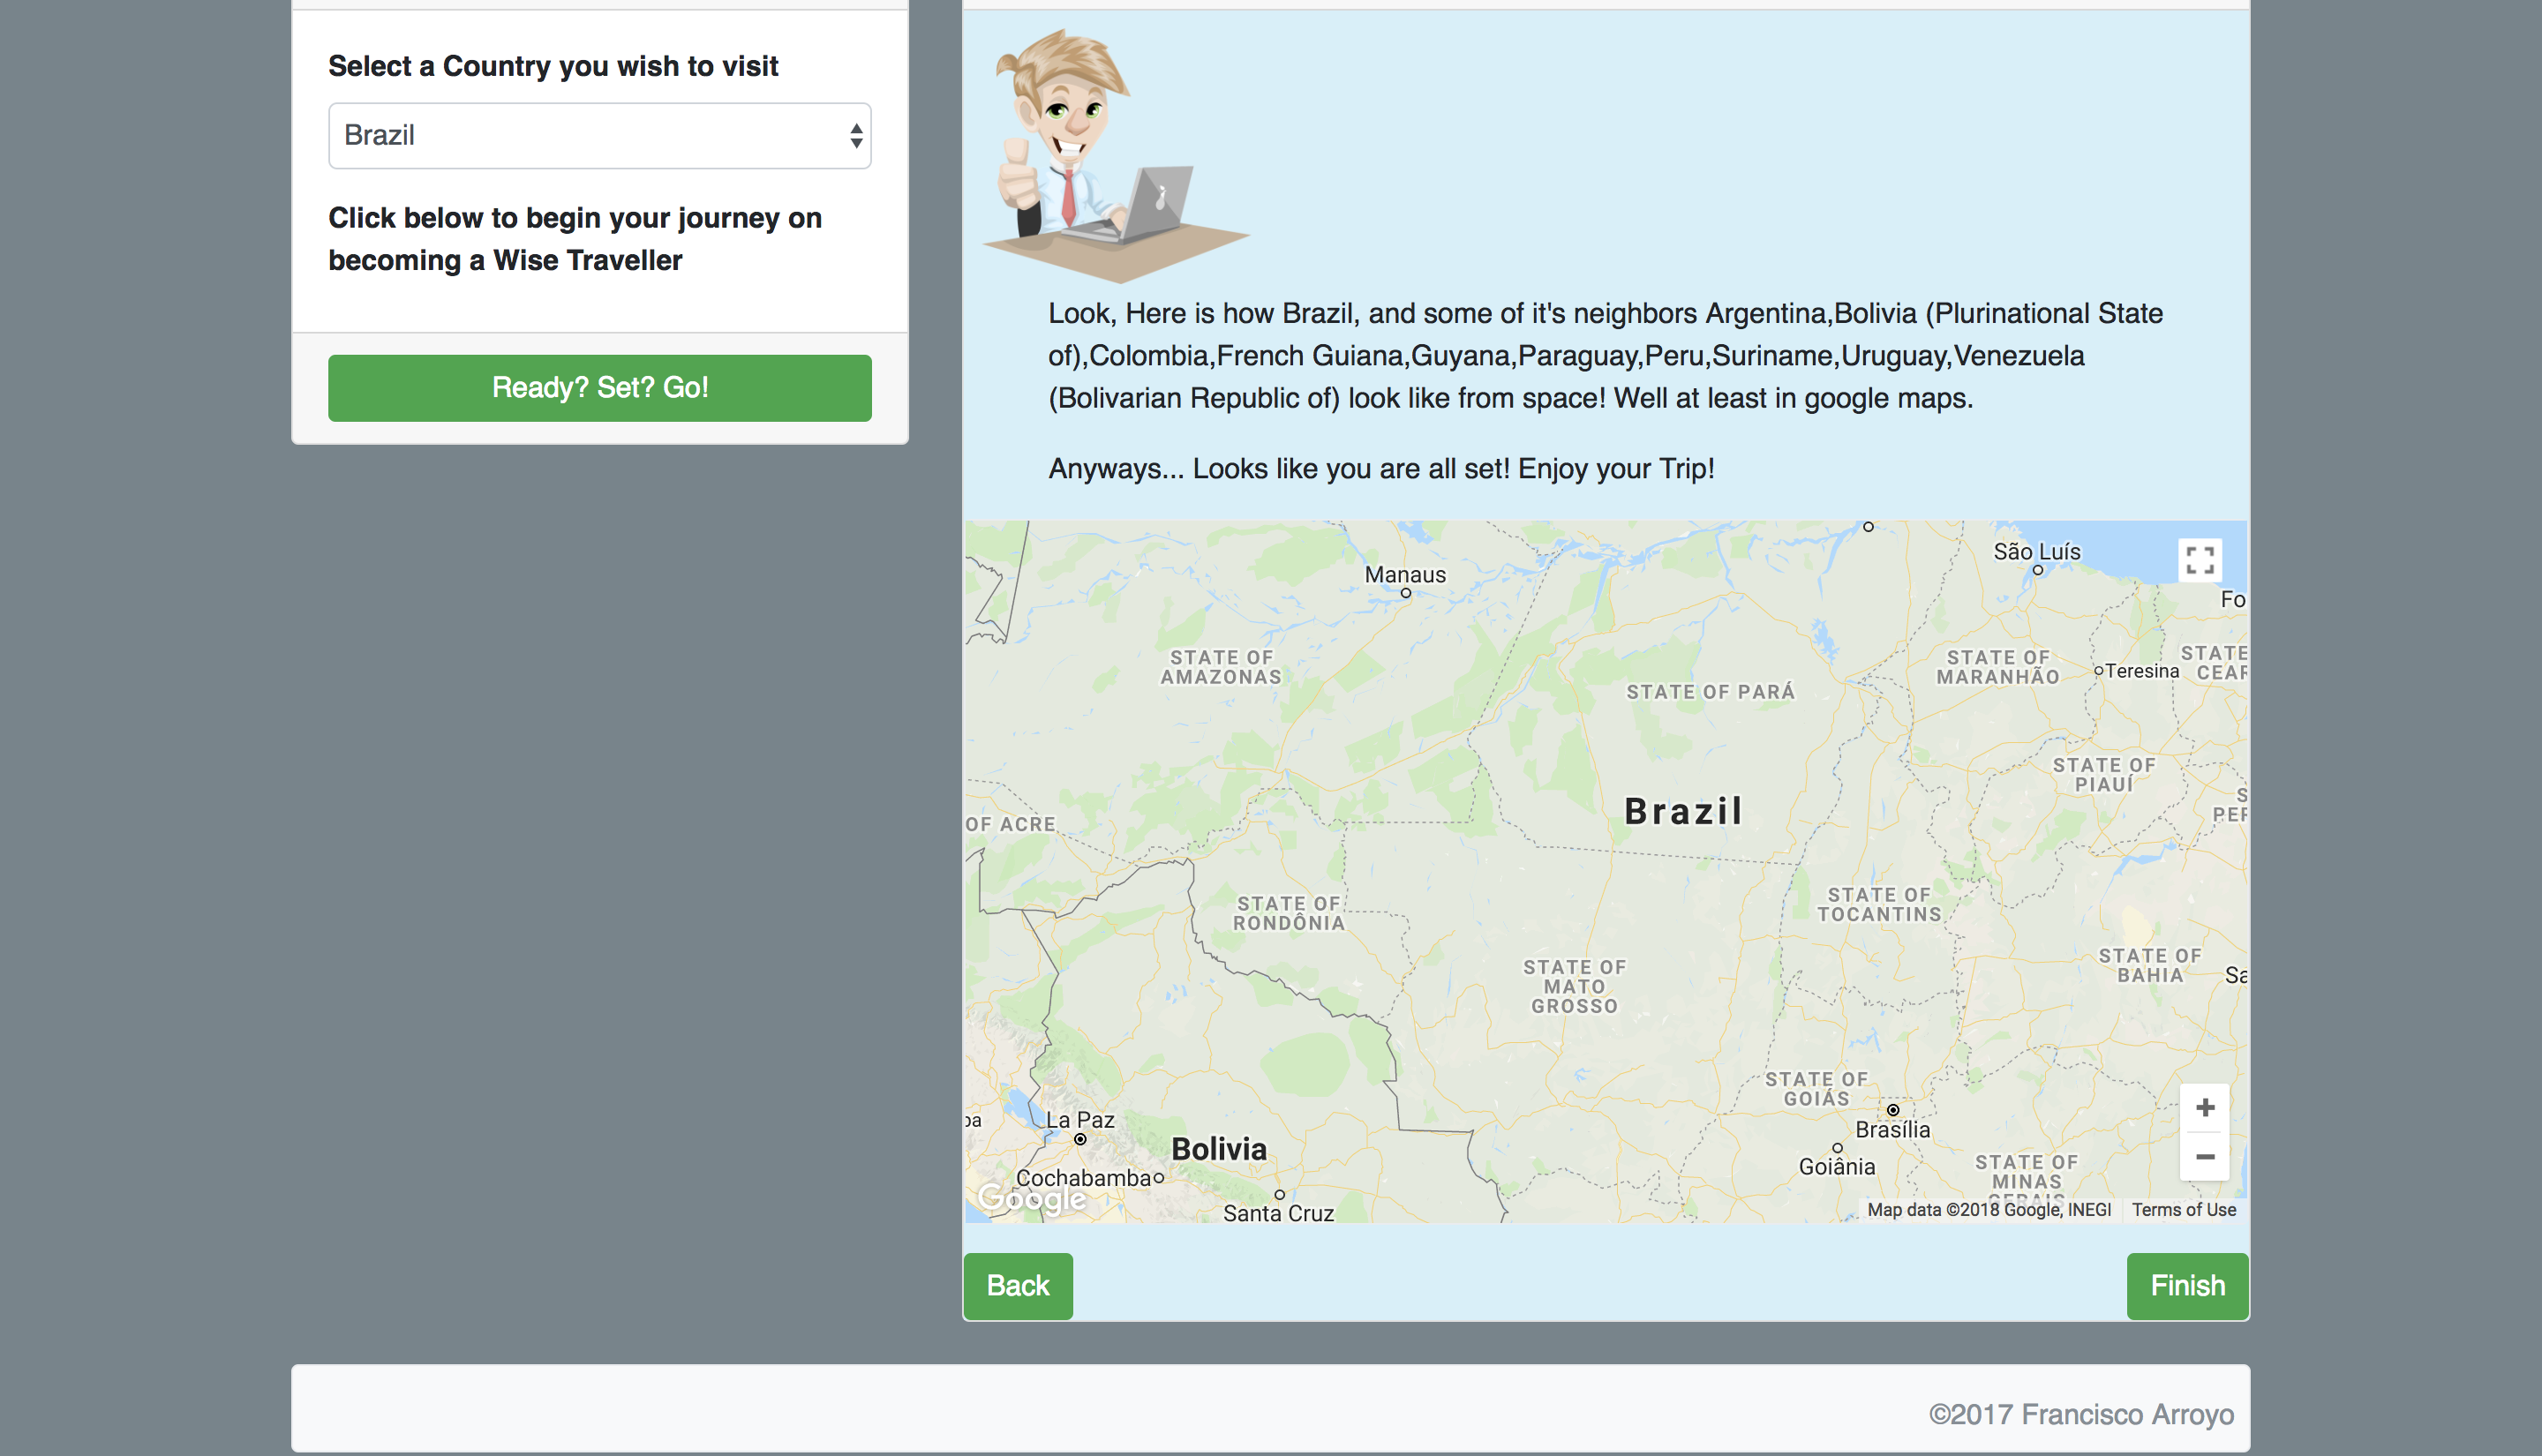 Select a Country you wish to visit
Brazil
Click below to begin your journey on
becoming a Wise Traveller
Ready? Set? Go!
Look, Here is how Brazil, and some of it's neighbors Argentina,Bolivia (Plurinational State
of),Colombia,French Guiana,Guyana,Paraguay,Peru,Suriname,Uruguay,Venezuela
(Bolivarian Republic of) look like from space! Well at least in google maps.
Anyways... Looks like you are all set! Enjoy your Trip!
São Luís
Manaus
Fo
STATE OF
AMAZONAS
STATE OF PARÁ
STATE OF
MARANHÃO
Teresina
STATE
CEAR
STATE OF
PIAUÍ
S
PER
Brazil
OF ACRE
STATE OF
RONDÔNIA
STATE OF
TOCANTINS
STATE OF
MATO
GROSSO
STATE OF
BAHIA
Sa
STATE OF
GOIÁS
Brasília
Goiânia
STATE OF
MINAS
GERAIS
pa
La Paz
Bolivia
Cochabamba
Google
Santa Cruz
+
−
Map data ©2018 Google, INEGI
Terms of Use
Back
Finish
©2017 Francisco Arroyo